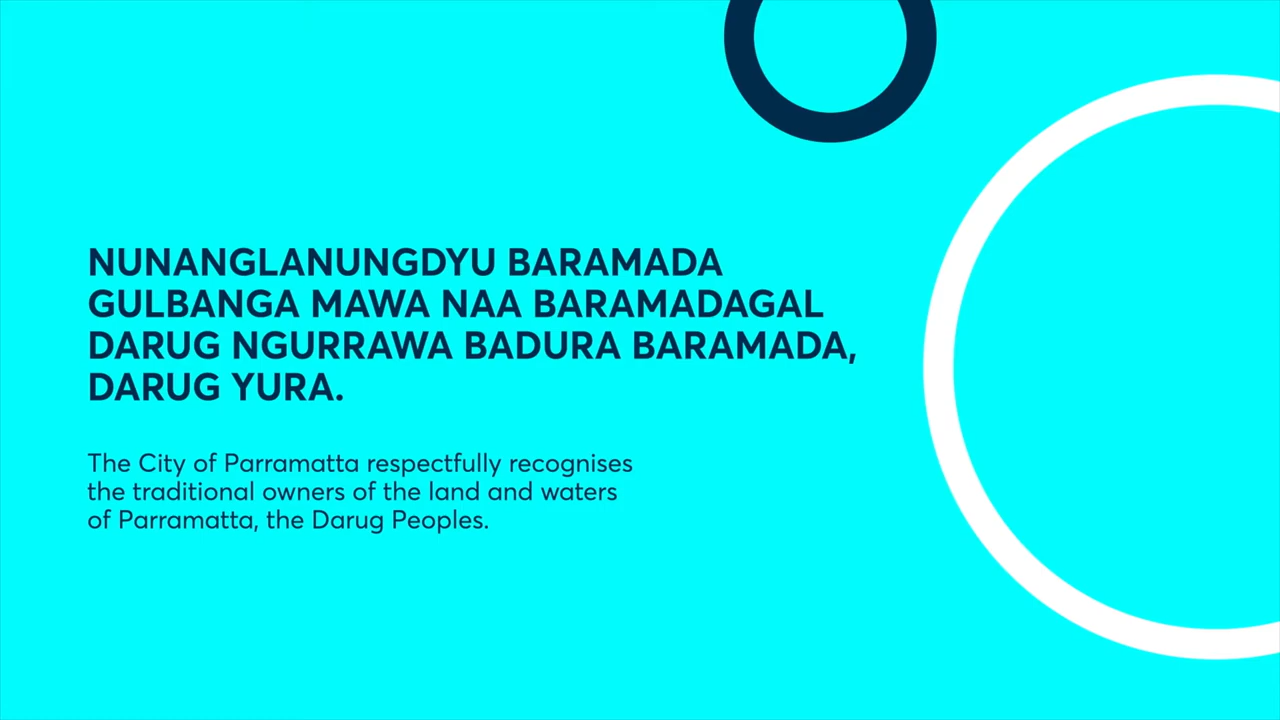 NUNANGLANUNGDYU BARAMADA
GULBANGA MAWA NAA BARAMADAGAL
DARUG NGURRAWA BADURA BARAMADA,
DARUG YURA.
The City of Parramatta respectfully recognises
the traditional owners of the land and waters
of Parramatta, the Darug Peoples.